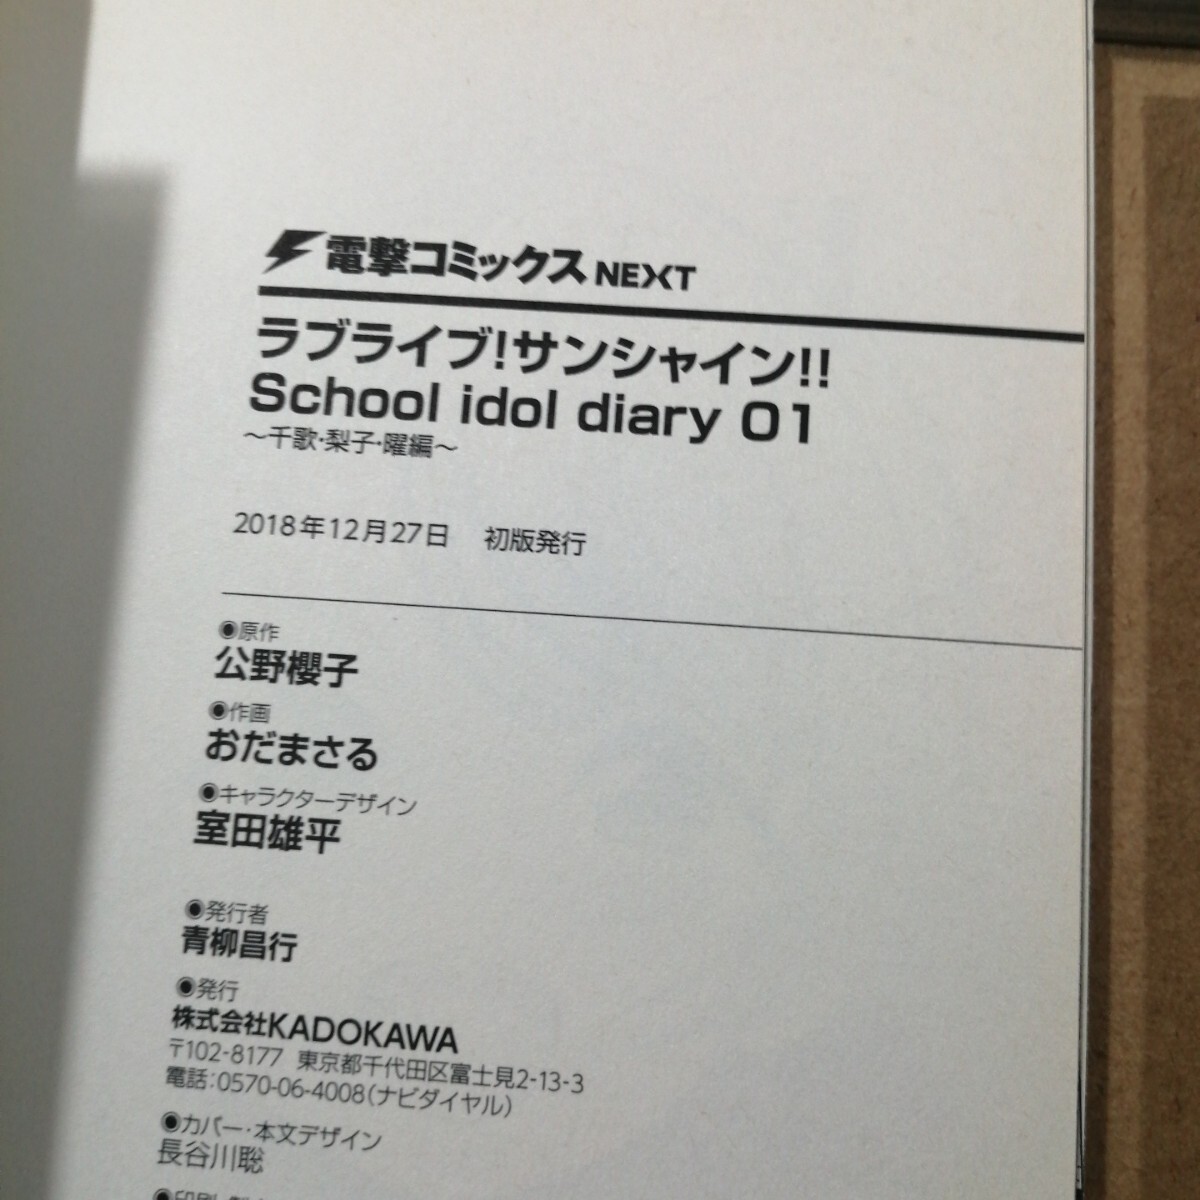 電撃コミックス NEXT
ラブライブ!サンシャイン!!
School idol diary 01
〜千歌・梨子・曜編〜
2018年12月27日 初版発行
◉原作
公野櫻子
◉作画
おだまさる
◉キャラクターデザイン
室田雄平
◉発行者
青柳昌行
◉発行
株式会社KADOKAWA
〒102-8177 東京都千代田区富士見2-13-3
電話：0570-06-4008（ナビダイヤル）
◉カバー・本文デザイン
長谷川聡